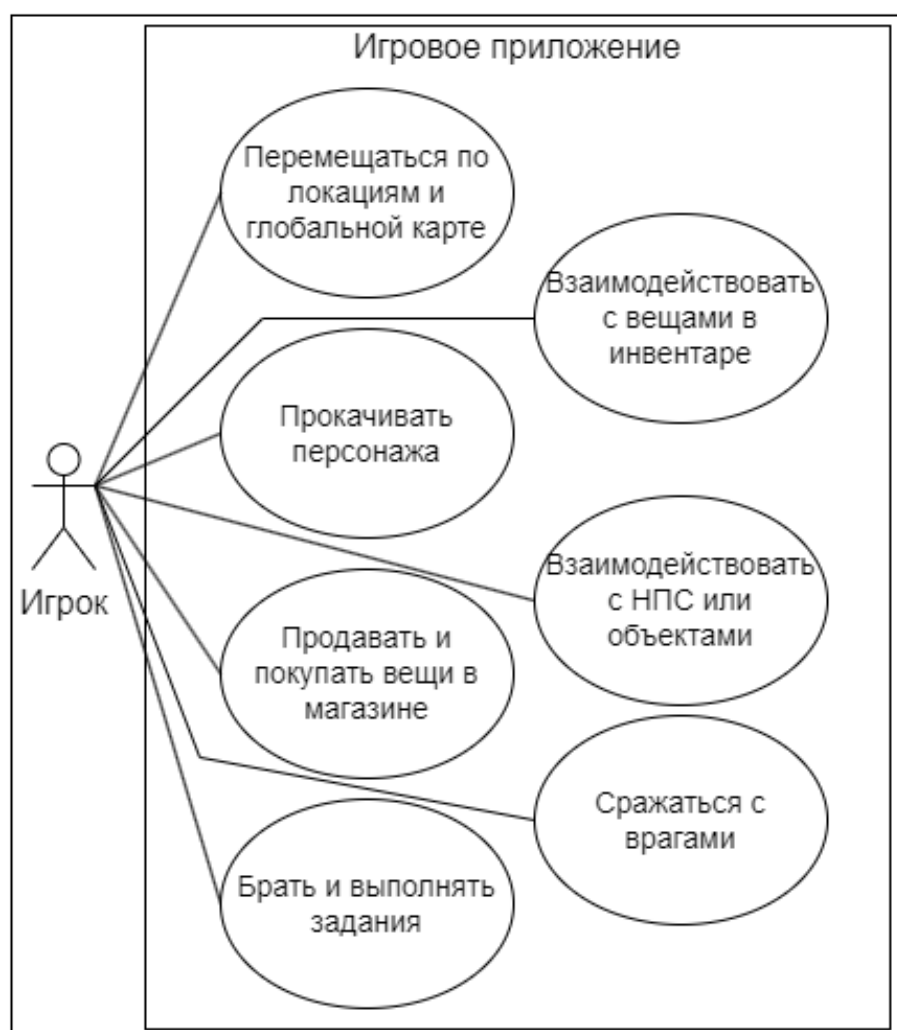 Игровое приложение
Перемещаться по
локациям и
глобальной карте
Взаимодействовать
с вещами в
инвентаре
Прокачивать
персонажа
Игрок
Взаимодействовать
с НПС или
объектами
Продавать и
покупать вещи в
магазине
Сражаться с
врагами
Брать и выполнять
задания